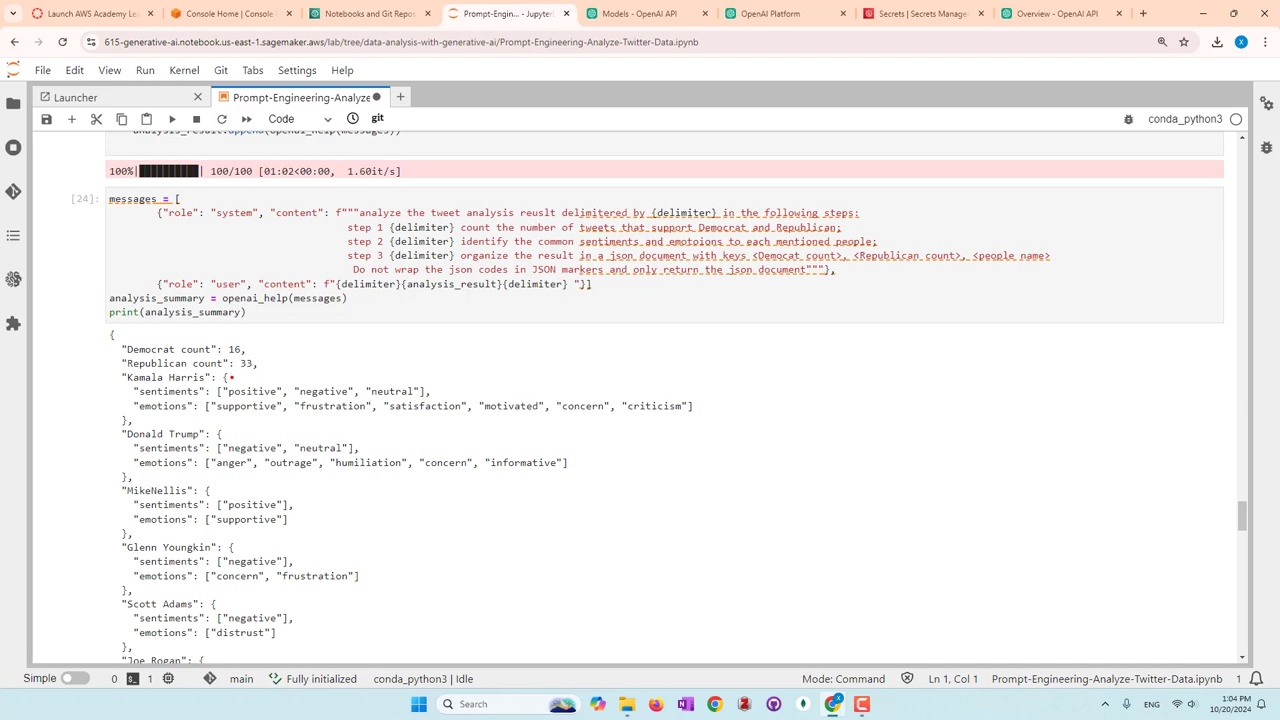 Launch AWS Academy Learn
Console Home | Console
Notebooks and Git Repos
Prompt-Engin... - Jupyterl
Models - OpenAI API
OpenAI Platform
Secrets | Secrets Manage
Overview - OpenAI API
615-generative-ai.notebook.us-east-1.sagemaker.aws/lab/tree/data-analysis-with-generative-ai/Prompt-Engineering-Analyze-Twitter-Data.ipynb
File Edit View Run Kernel Git Tabs Settings Help
Launcher
Prompt-Engineering-Analyze
Code
git
conda_python3
analysis_result.append(openai_help(messages))
100%|██████████| 100/100 [01:02<00:00, 1.60it/s]
[24]:
messages = [
{"role": "system", "content": f"""analyze the tweet analysis reuslt delimitered by {delimiter} in the following steps:
step 1 {delimiter} count the number of tweets that support Democrat and Republican;
step 2 {delimiter} identify the common sentiments and emotoions to each mentioned people;
step 3 {delimiter} organize the result in a json document with keys <Democat count>, <Republican count>, <people name>
Do not wrap the json codes in JSON markers and only return the json document"""},
{"role": "user", "content": f"{delimiter}{analysis_result}{delimiter} "}]
analysis_summary = openai_help(messages)
print(analysis_summary)
{
"Democrat count": 16,
"Republican count": 33,
"Kamala Harris": {
"sentiments": ["positive", "negative", "neutral"],
"emotions": ["supportive", "frustration", "satisfaction", "motivated", "concern", "criticism"]
},
"Donald Trump": {
"sentiments": ["negative", "neutral"],
"emotions": ["anger", "outrage", "humiliation", "concern", "informative"]
},
"MikeNellis": {
"sentiments": ["positive"],
"emotions": ["supportive"]
},
"Glenn Youngkin": {
"sentiments": ["negative"],
"emotions": ["concern", "frustration"]
},
"Scott Adams": {
"sentiments": ["negative"],
"emotions": ["distrust"]
},
"Joe Rogan": {
Simple 0 1 main Fully initialized conda_python3 | Idle Mode: Command Ln 1, Col 1 Prompt-Engineering-Analyze-Twitter-Data.ipynb 1
Search
ENG
1:04 PM
10/20/2024